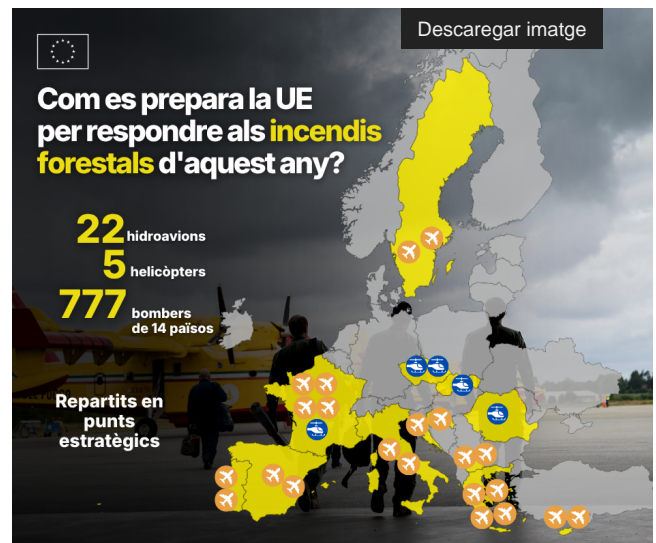 Descaregar imatge
Com es prepara la UE
per respondre als incendis
forestals d'aquest any?
22 hidroavions
5 helicòpters
777 bombers
de 14 països
Repartits en
punts
estratègics